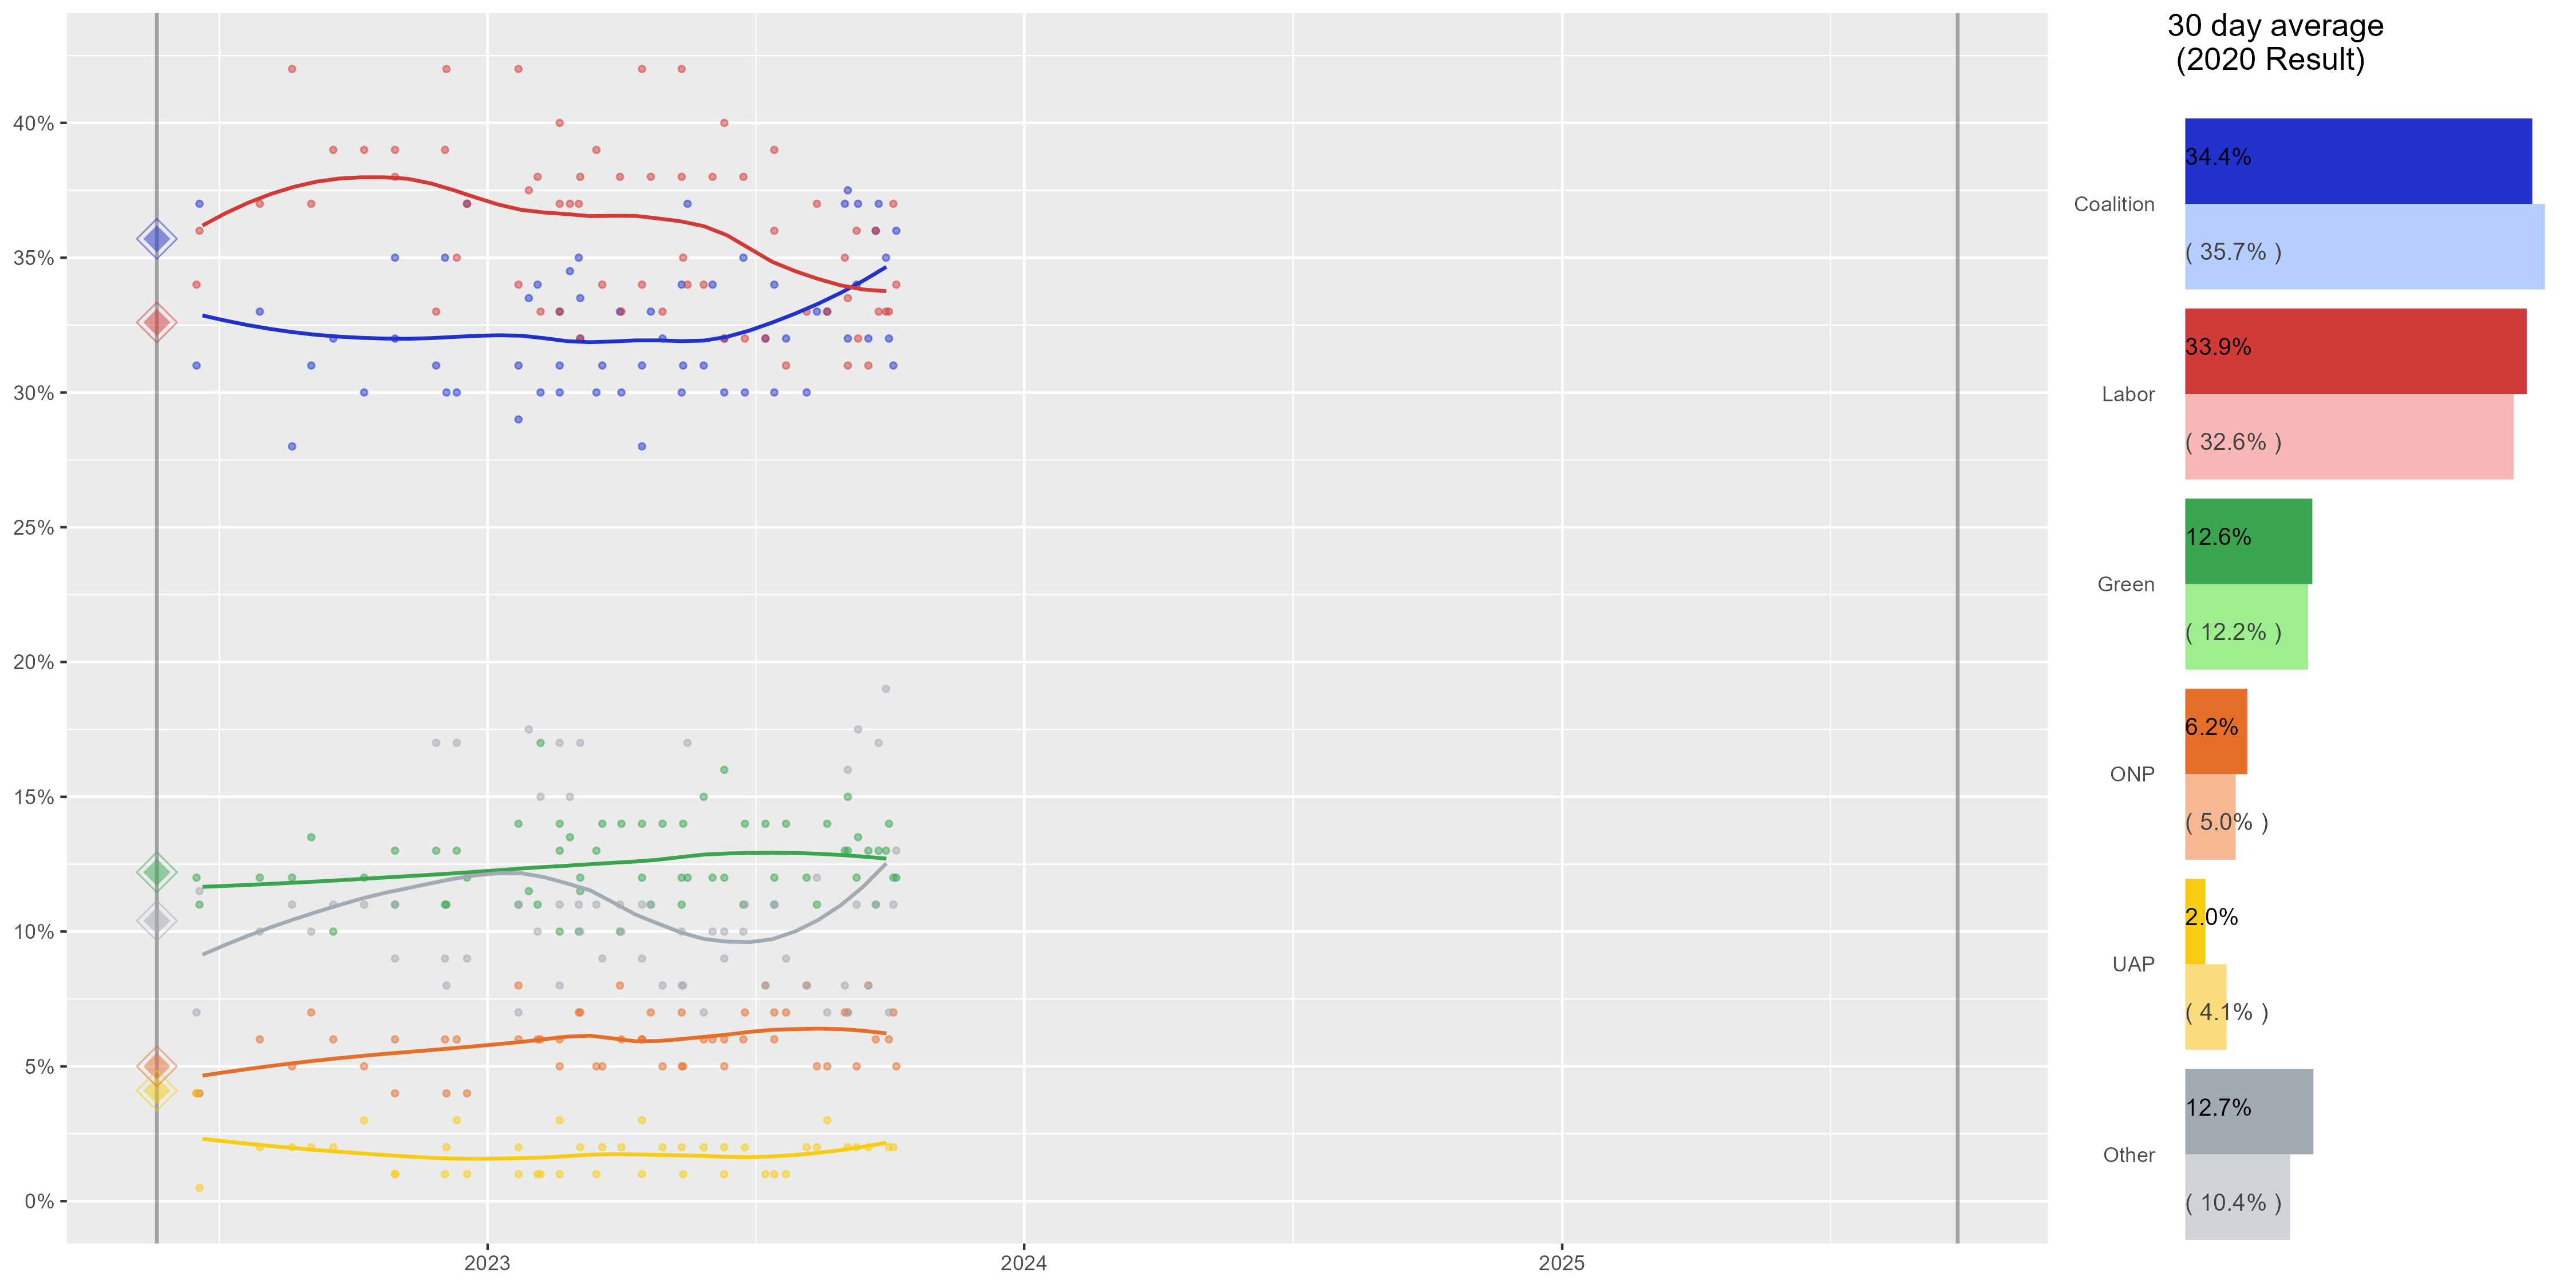 40%
35%
30%
25%
20%
15%
10%
5%
0%
2023
2024
2025
30 day average
(2020 Result)
Coalition
34.4%
( 35.7% )
Labor
33.9%
( 32.6% )
Green
12.6%
( 12.2% )
ONP
6.2%
( 5.0% )
UAP
2.0%
( 4.1% )
Other
12.7%
( 10.4% )